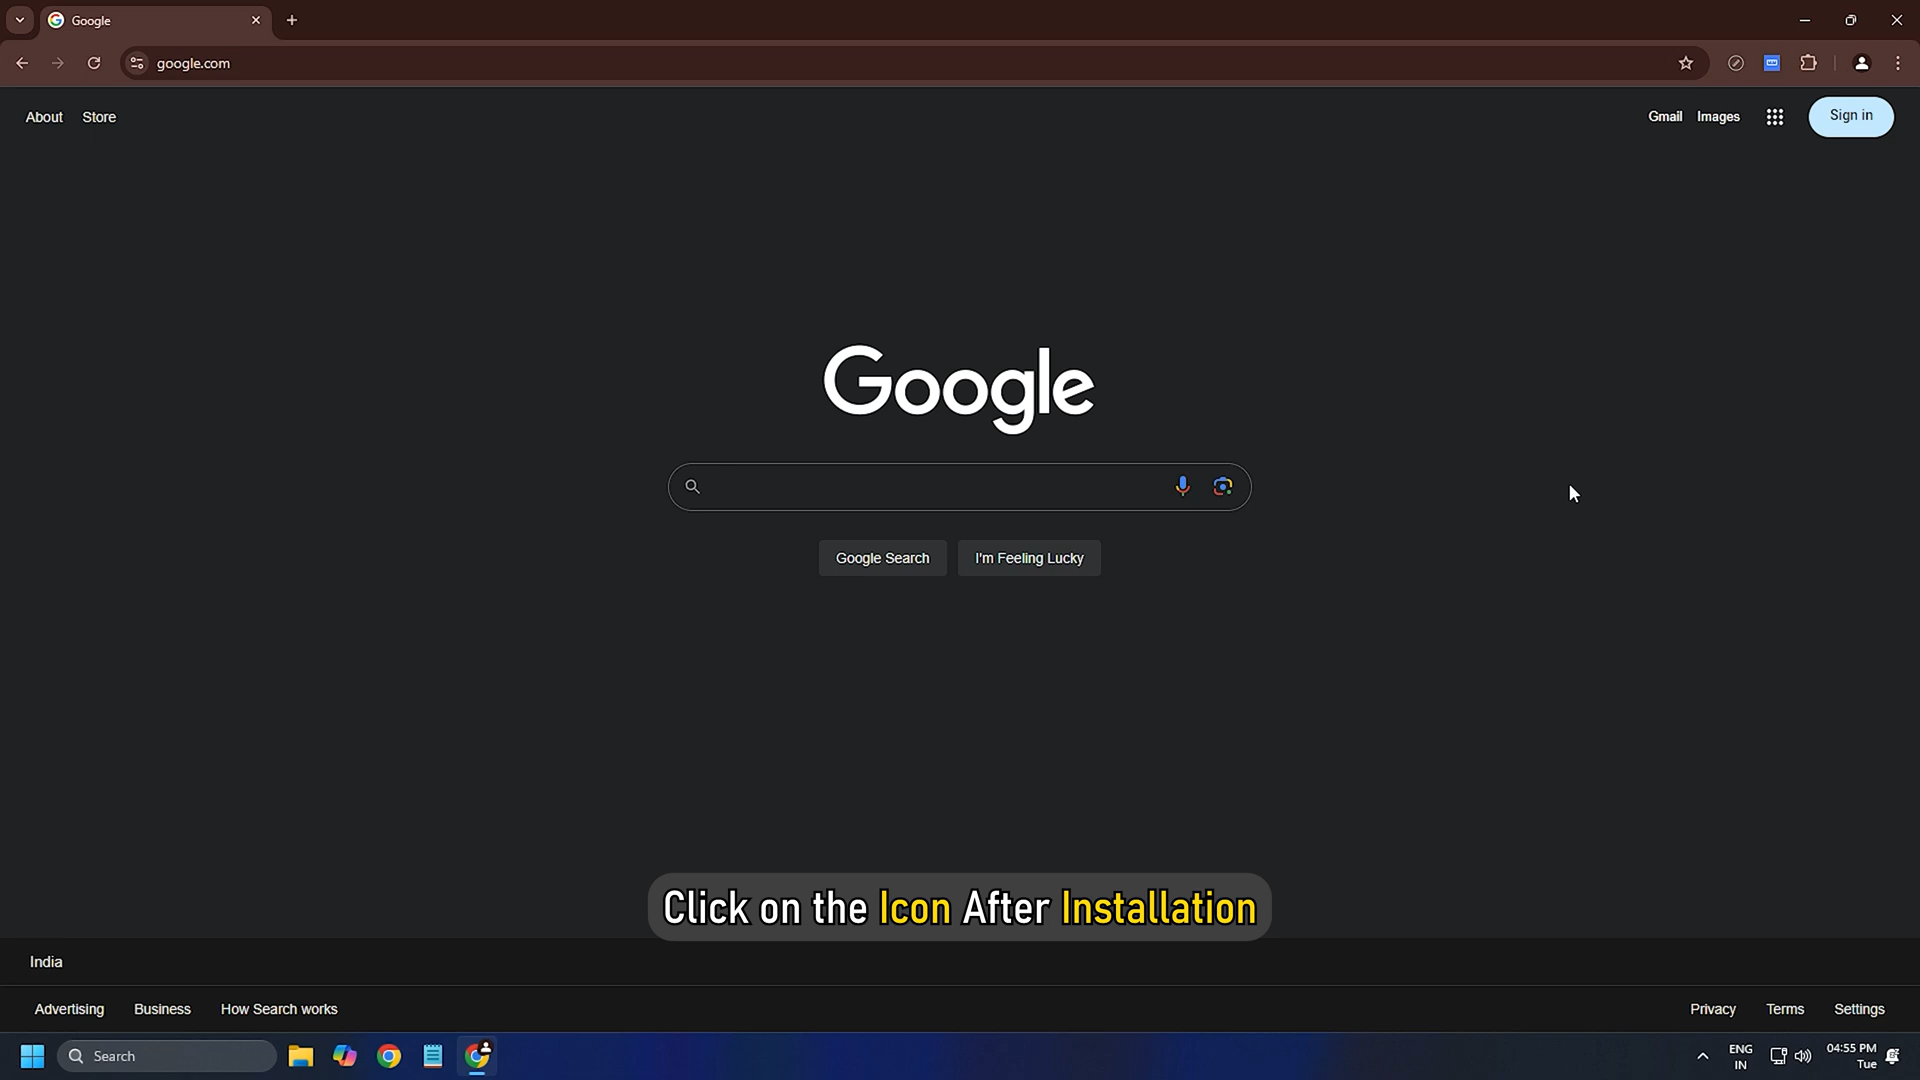 Google
google.com
About Store
Gmail Images Sign in
Google
Google Search I'm Feeling Lucky
Click on the Icon After Installation
India
Advertising Business How Search works
Privacy Terms Settings
Search
ENG
IN
04:55 PM
Tue